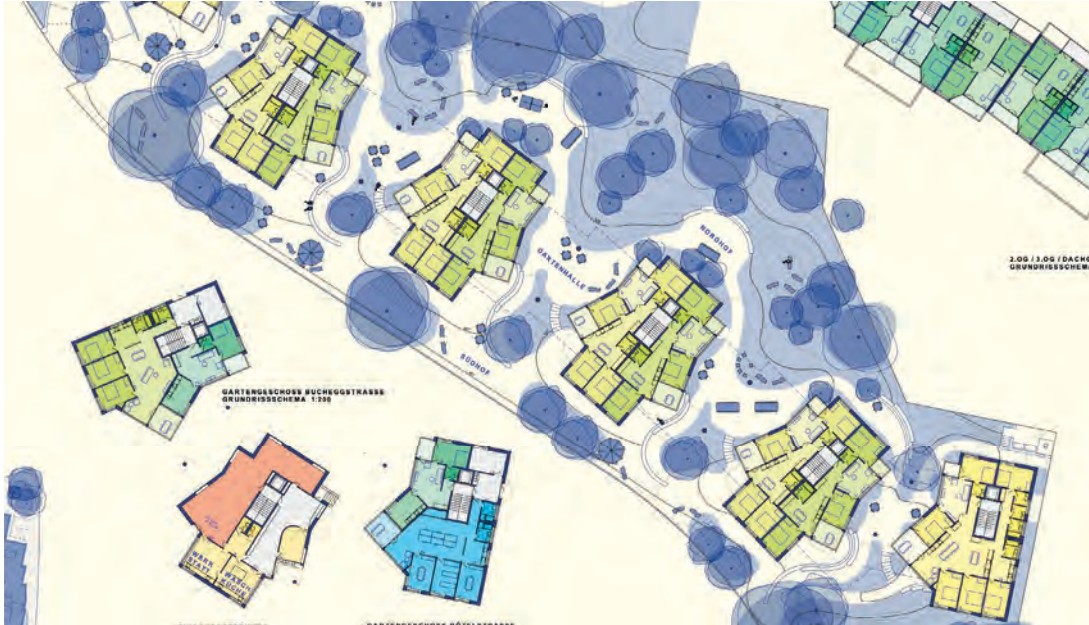 NORDHOF
2.OG / 3.OG / DACHG
GRUNDRISSSCHEMA
GARTENHALLE
SÜDHOF
GARTENGESCHOSS BUCHEGGSTRASSE
GRUNDRISSSCHEMA 1:200
WERK
STATT
WASCH
KÜCHE